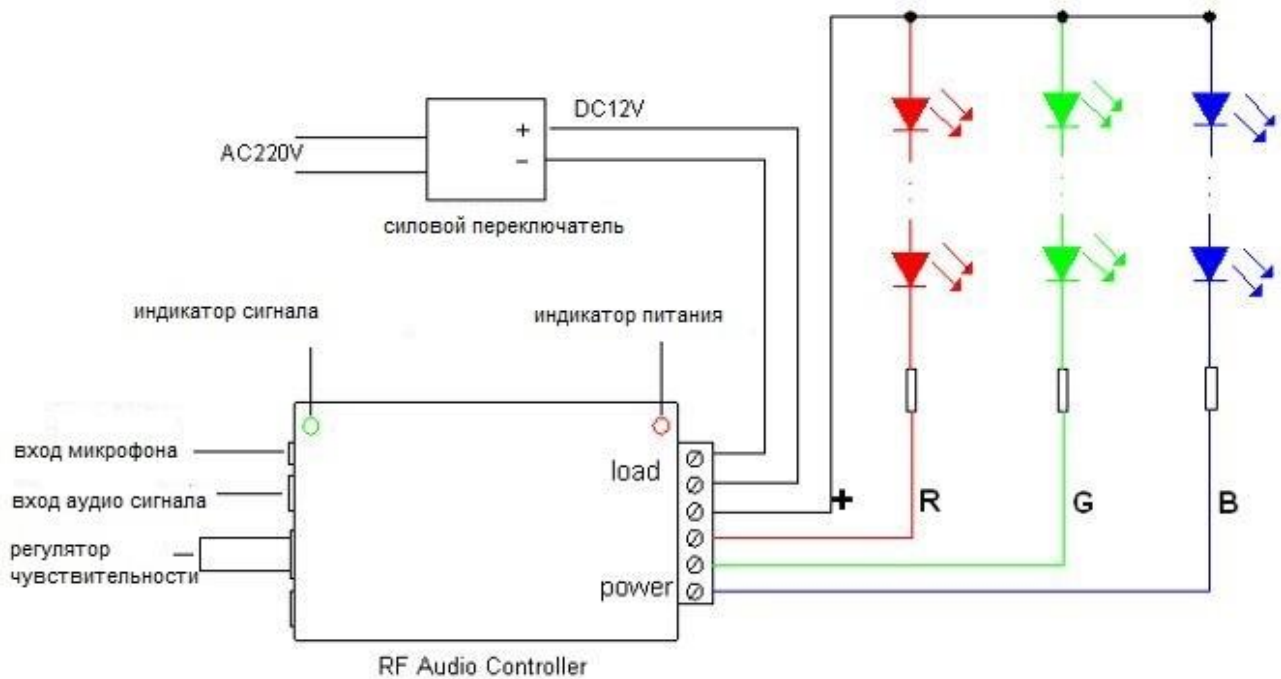 DC12V
AC220V
+
−
силовой переключатель
индикатор сигнала
индикатор питания
вход микрофона
вход аудио сигнала
регулятор
чувствительности
load
power
+
R
G
B
RF Audio Controller